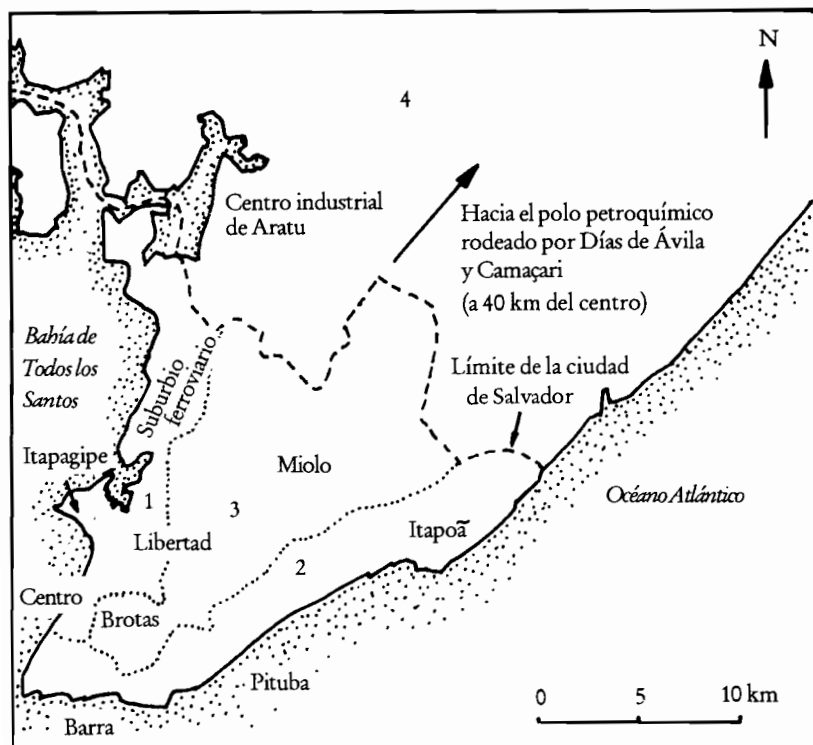 N
4
Centro industrial
de Aratu
Hacia el polo petroquímico
rodeado por Días de Ávila
y Camaçari
(a 40 km del centro)
Bahía de
Todos los
Santos
Suburbio
ferroviario
Límite de la ciudad
de Salvador
Itapagipe
Miolo
1
3
Océano Atlántico
Libertad
Itapoã
2
Centro
Brotas
Pituba
Barra
0 5 10 km